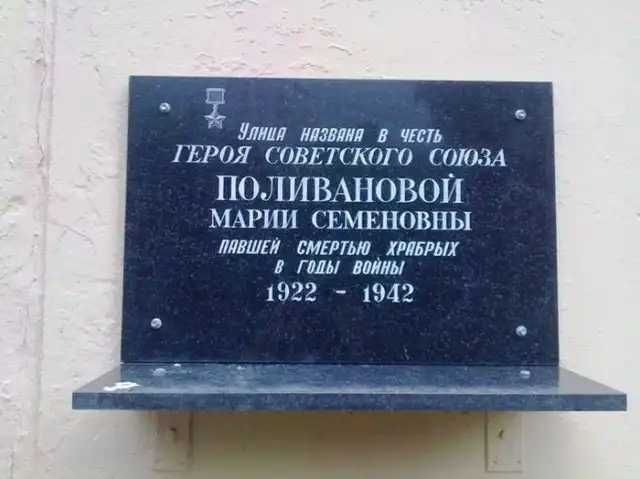 Улица названа в честь
ГЕРОЯ СОВЕТСКОГО СОЮЗА
ПОЛИВАНОВОЙ
МАРИИ СЕМЕНОВНЫ
ПАВШЕЙ СМЕРТЬЮ ХРАБРЫХ
В ГОДЫ ВОЙНЫ
1922 - 1942